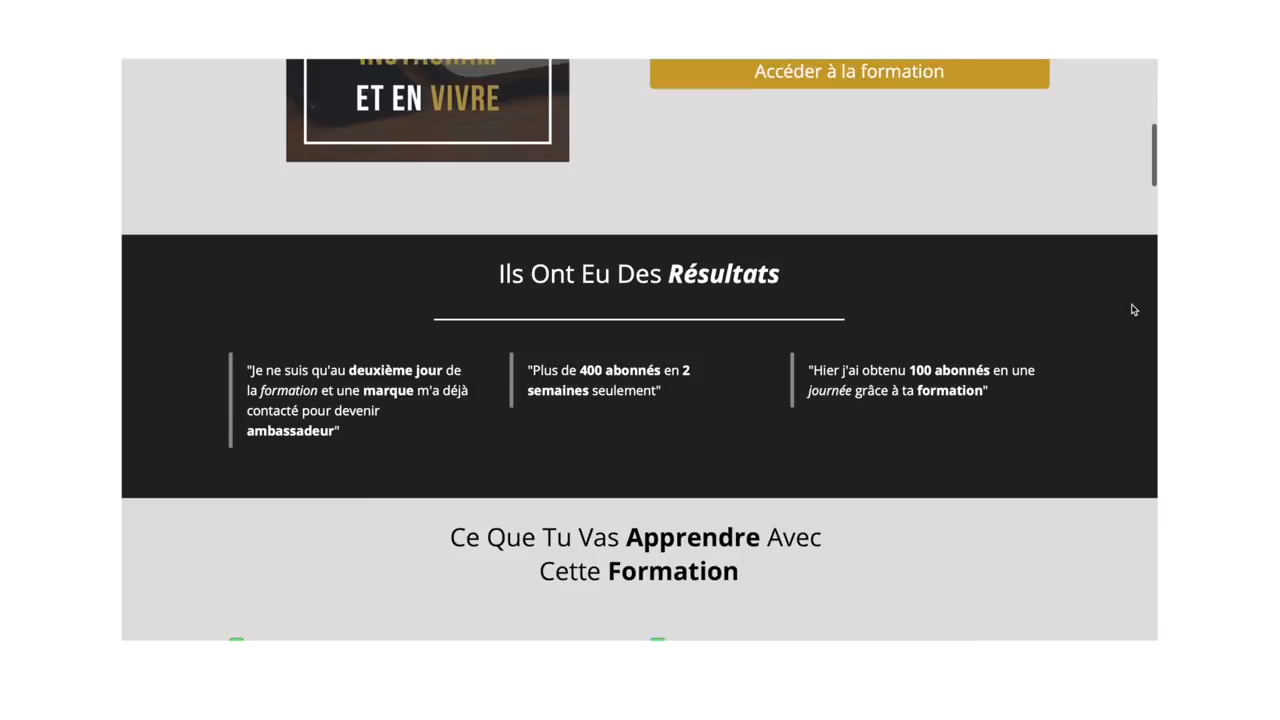 ET EN VIVRE
Accéder à la formation
Ils Ont Eu Des Résultats
"Je ne suis qu'au deuxième jour de
la formation et une marque m'a déjà
contacté pour devenir
ambassadeur"
"Plus de 400 abonnés en 2
semaines seulement"
"Hier j'ai obtenu 100 abonnés en une
journée grâce à ta formation"
Ce Que Tu Vas Apprendre Avec
Cette Formation